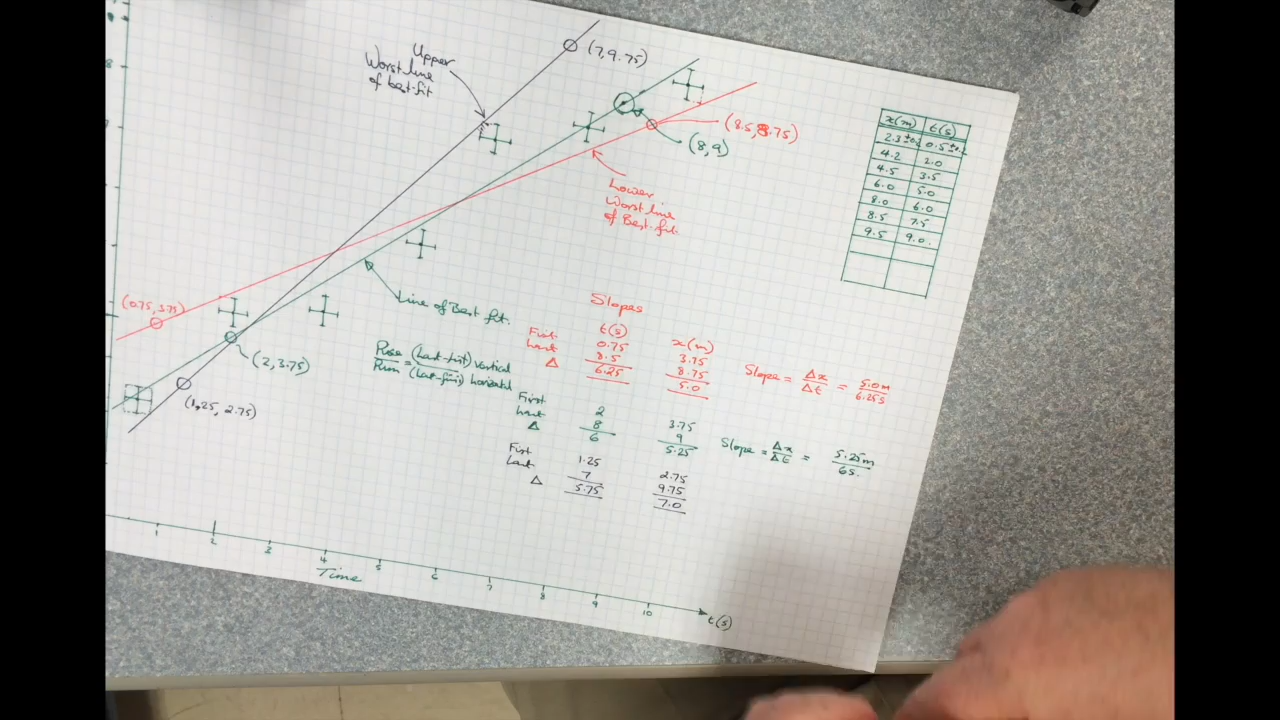 Upper
Worst line
of best-fit
(7,9.75)
(8.5,8.75)
(8,9)
Lower
Worst line
of Best-fit.
x(m) t(s)
2.3 0.5
4.2 2.0
4.5 3.5
6.0 5.0
8.0 6.0
8.5 7.5
9.5 9.0
(0.75,3.75)
Line of Best fit.
(2,3.75)
(1.25, 2.75)
Slopes
t(s) x(m)
First 0.75 3.75
Last 8.5 8.75
Δ 6.25 5.0
Slope = Δx/Δt = 5.0m/6.25s
Rise/Run = (Last-first) vertical/(Last-first) horizontal
First 2 3.75
Last 8 9
Δ 6 5.25
Slope = Δx/Δt = 5.25m/6s.
First 1.25 2.75
Last 7 9.75
Δ 5.75 7.0
8
1 2 3 4 5 6 7 8 9 10
Time
t(s)